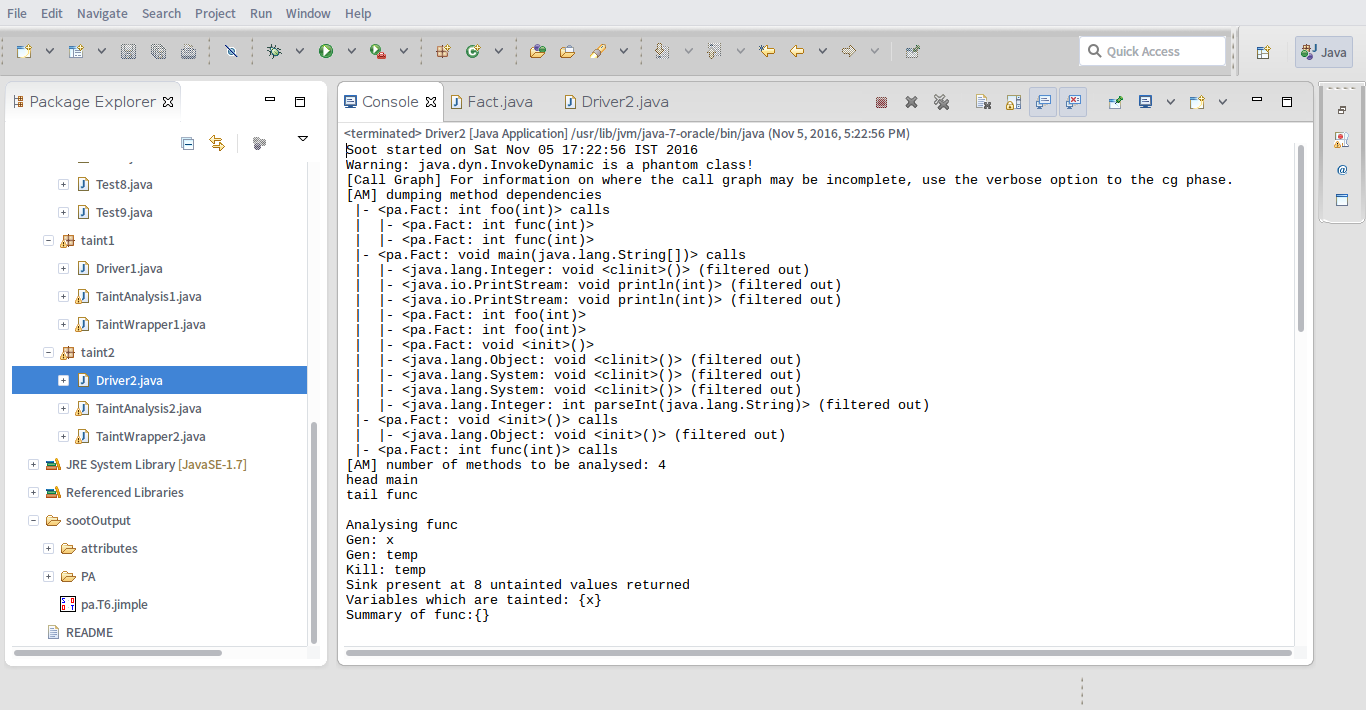 File Edit Navigate Search Project Run Window Help
Quick Access
Java
Package Explorer
Test8.java
Test9.java
taint1
Driver1.java
TaintAnalysis1.java
TaintWrapper1.java
taint2
Driver2.java
TaintAnalysis2.java
TaintWrapper2.java
JRE System Library [JavaSE-1.7]
Referenced Libraries
sootOutput
attributes
PA
pa.T6.jimple
README
Console Fact.java Driver2.java
<terminated> Driver2 [Java Application] /usr/lib/jvm/java-7-oracle/bin/java (Nov 5, 2016, 5:22:56 PM)
Soot started on Sat Nov 05 17:22:56 IST 2016
Warning: java.dyn.InvokeDynamic is a phantom class!
[Call Graph] For information on where the call graph may be incomplete, use the verbose option to the cg phase.
[AM] dumping method dependencies
|- <pa.Fact: int foo(int)> calls
| |- <pa.Fact: int func(int)>
| |- <pa.Fact: int func(int)>
|- <pa.Fact: void main(java.lang.String[])> calls
| |- <java.lang.Integer: void <clinit>()> (filtered out)
| |- <java.io.PrintStream: void println(int)> (filtered out)
| |- <java.io.PrintStream: void println(int)> (filtered out)
| |- <pa.Fact: int foo(int)>
| |- <pa.Fact: int foo(int)>
| |- <pa.Fact: void <init>()>
| |- <java.lang.Object: void <clinit>()> (filtered out)
| |- <java.lang.System: void <clinit>()> (filtered out)
| |- <java.lang.System: void <clinit>()> (filtered out)
| |- <java.lang.Integer: int parseInt(java.lang.String)> (filtered out)
|- <pa.Fact: void <init>()> calls
| |- <java.lang.Object: void <init>()> (filtered out)
|- <pa.Fact: int func(int)> calls
[AM] number of methods to be analysed: 4
head main
tail func
Analysing func
Gen: x
Gen: temp
Kill: temp
Sink present at 8 untainted values returned
Variables which are tainted: {x}
Summary of func:{}